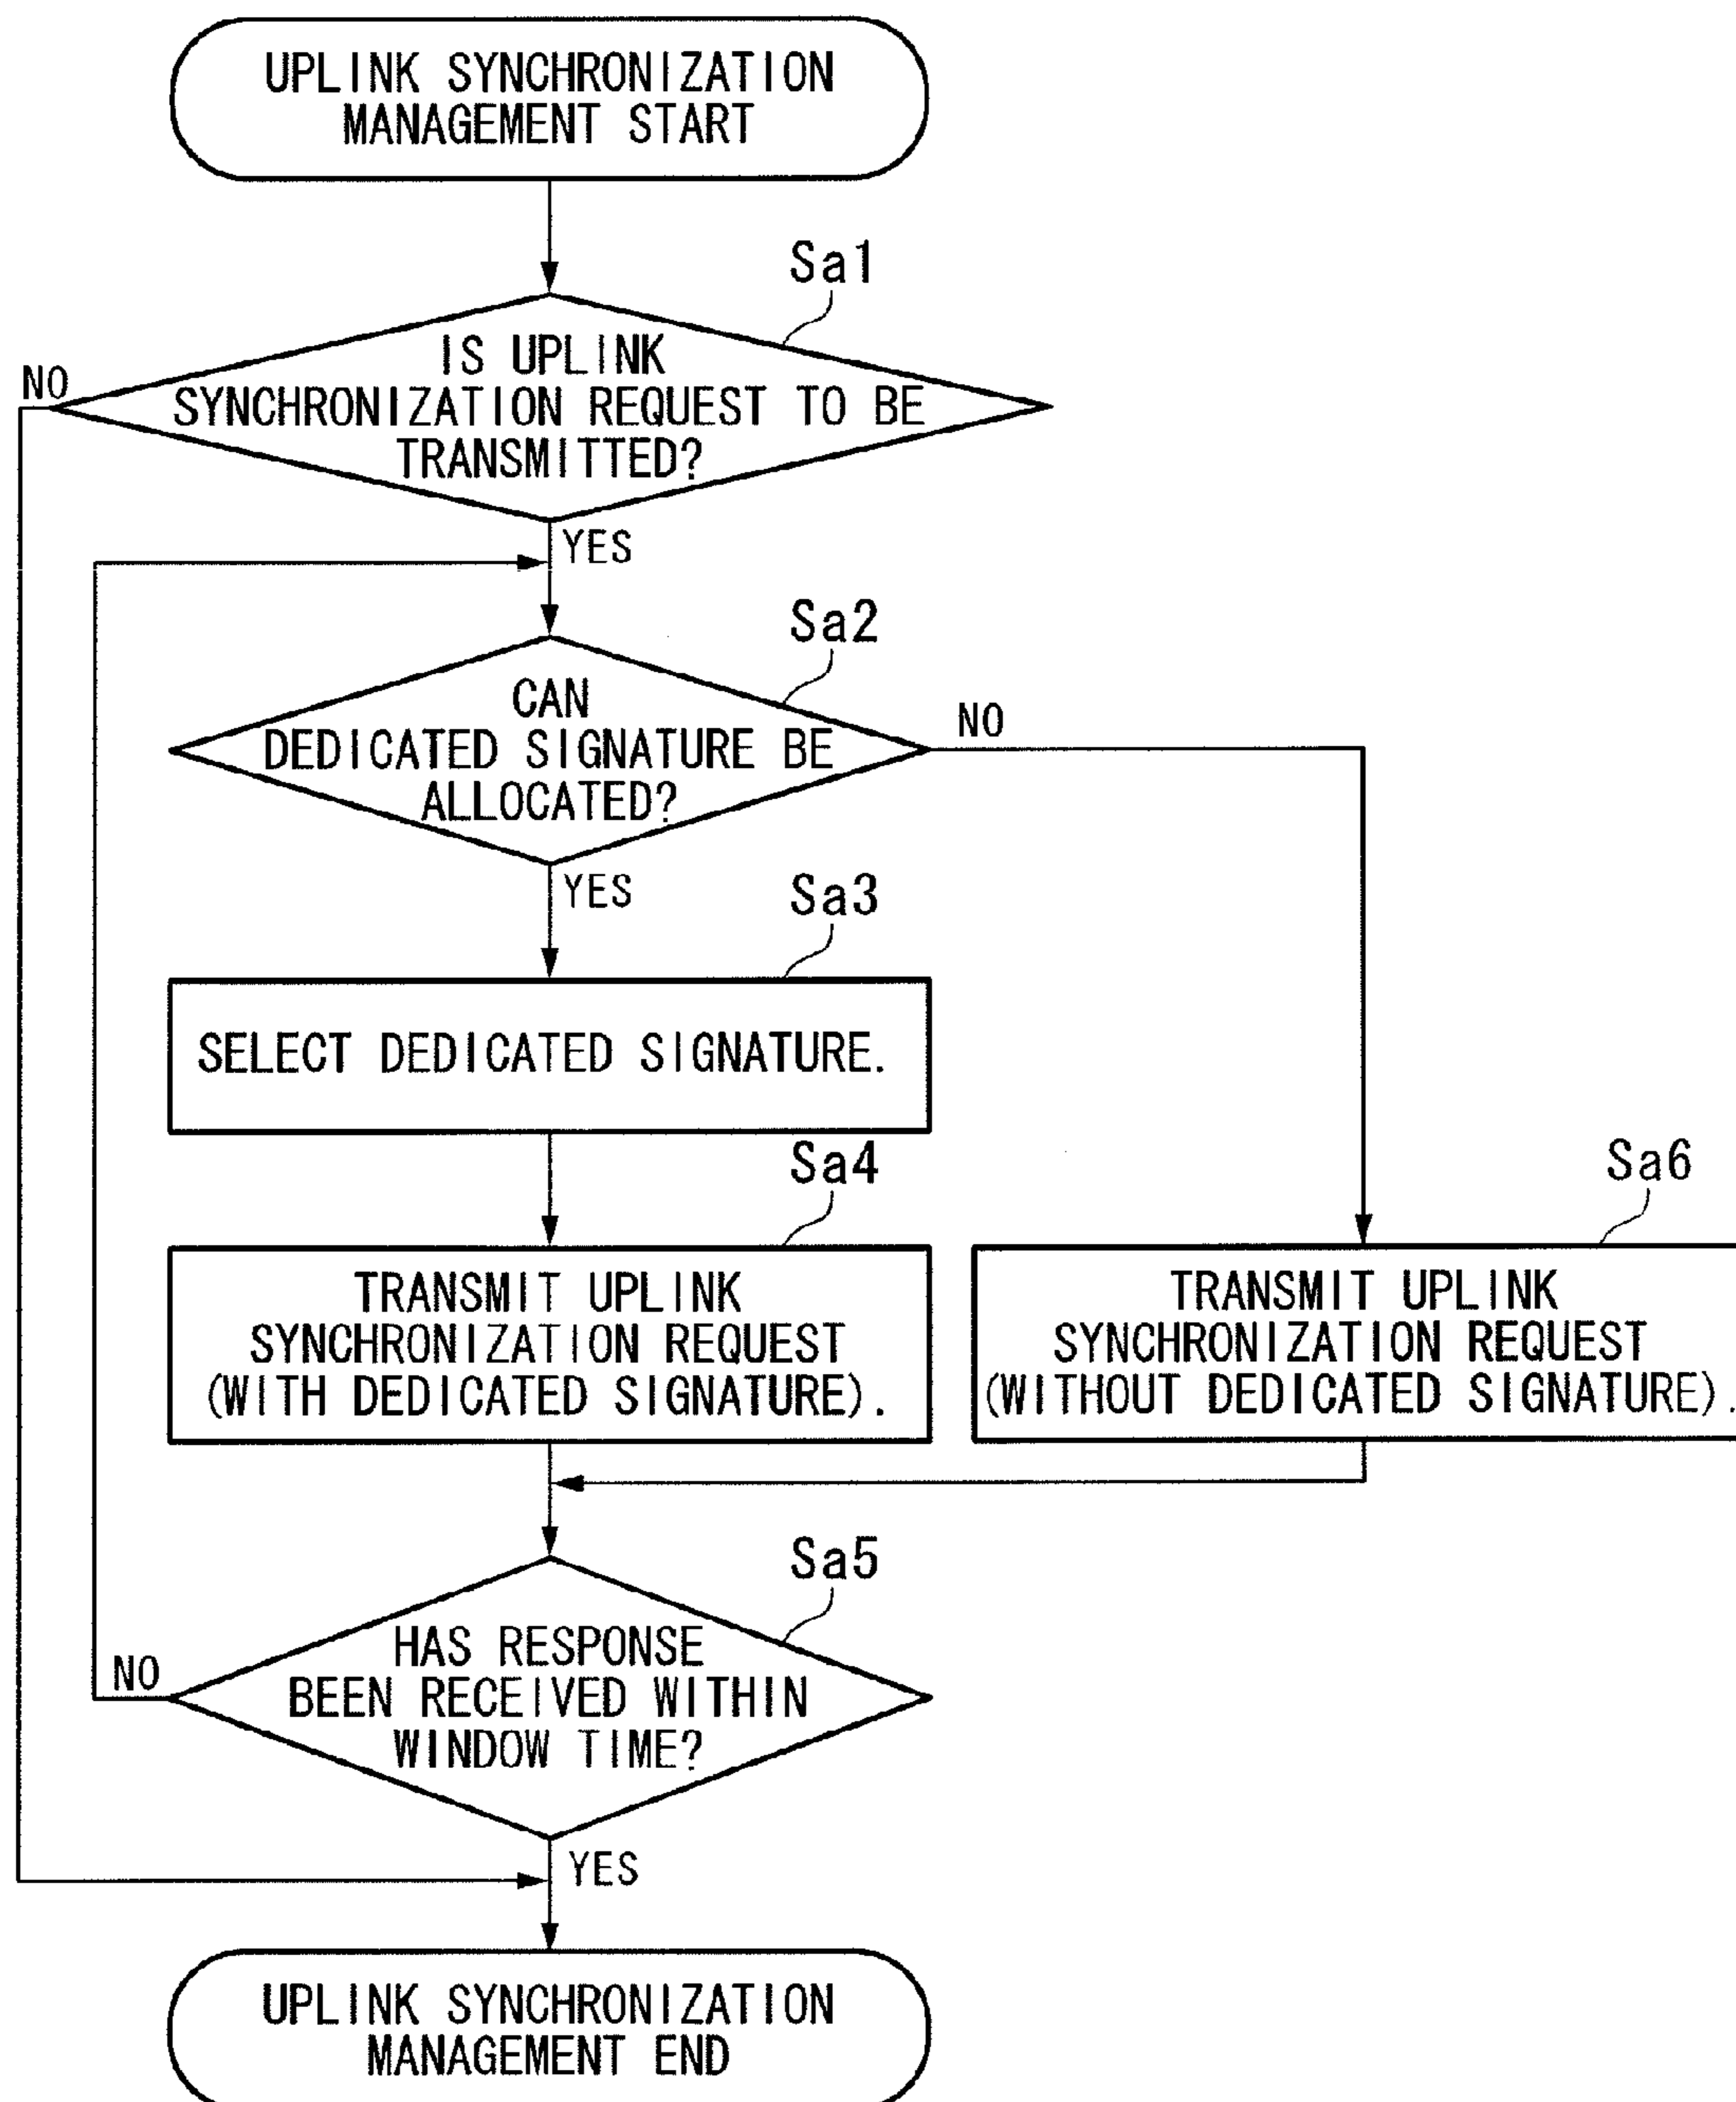 UPLINK SYNCHRONIZATION
MANAGEMENT START
Sa1
IS UPLINK
SYNCHRONIZATION REQUEST TO BE
TRANSMITTED?
NO
YES
Sa2
CAN
DEDICATED SIGNATURE BE
ALLOCATED?
NO
YES
Sa3
SELECT DEDICATED SIGNATURE.
Sa4
TRANSMIT UPLINK
SYNCHRONIZATION REQUEST
(WITH DEDICATED SIGNATURE).
Sa6
TRANSMIT UPLINK
SYNCHRONIZATION REQUEST
(WITHOUT DEDICATED SIGNATURE).
Sa5
HAS RESPONSE
BEEN RECEIVED WITHIN
WINDOW TIME?
NO
YES
UPLINK SYNCHRONIZATION
MANAGEMENT END